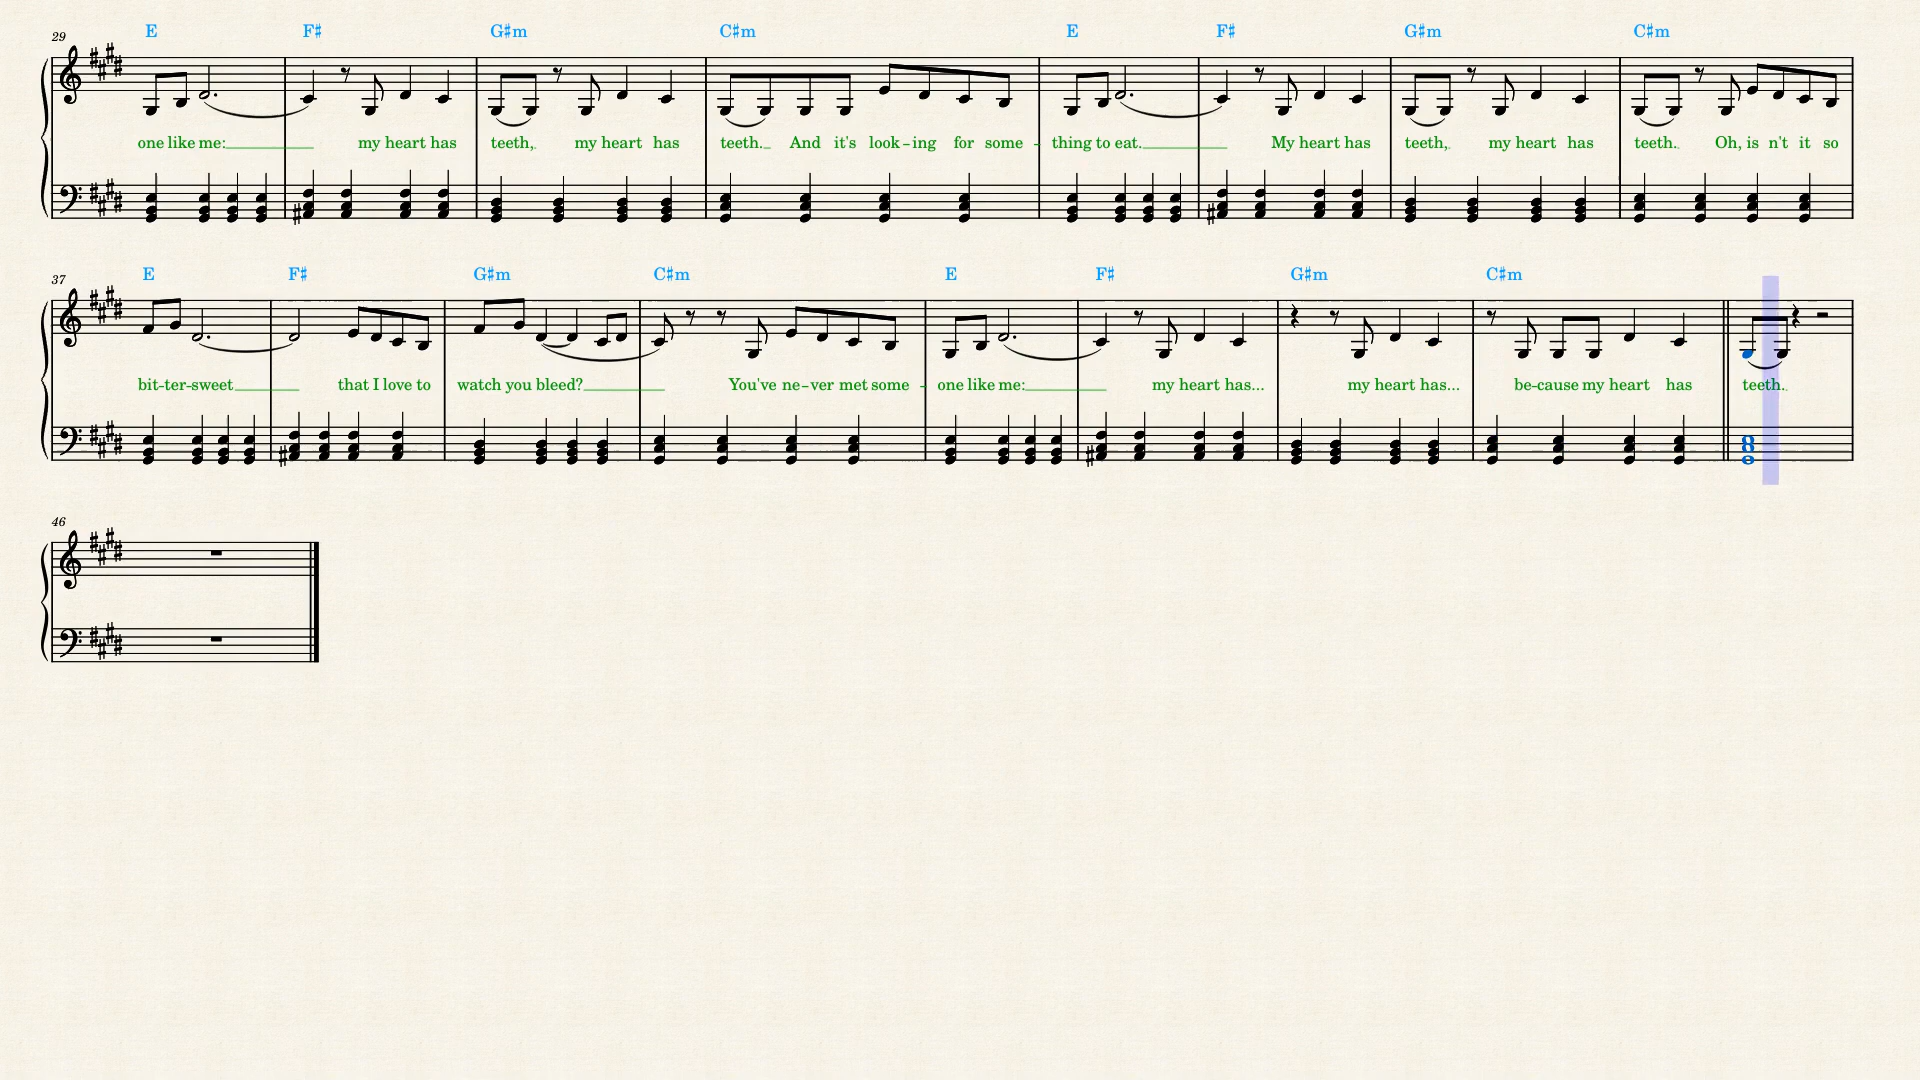 29 E F♯ G♯m C♯m E F♯ G♯m C♯m
one like me: my heart has teeth, my heart has teeth. And it's look-ing for some - thing to eat. My heart has teeth, my heart has teeth. Oh, is n't it so
37 E F♯ G♯m C♯m E F♯ G♯m C♯m
bit-ter-sweet that I love to watch you bleed? You've ne-ver met some - one like me: my heart has... my heart has... be-cause my heart has teeth.
46